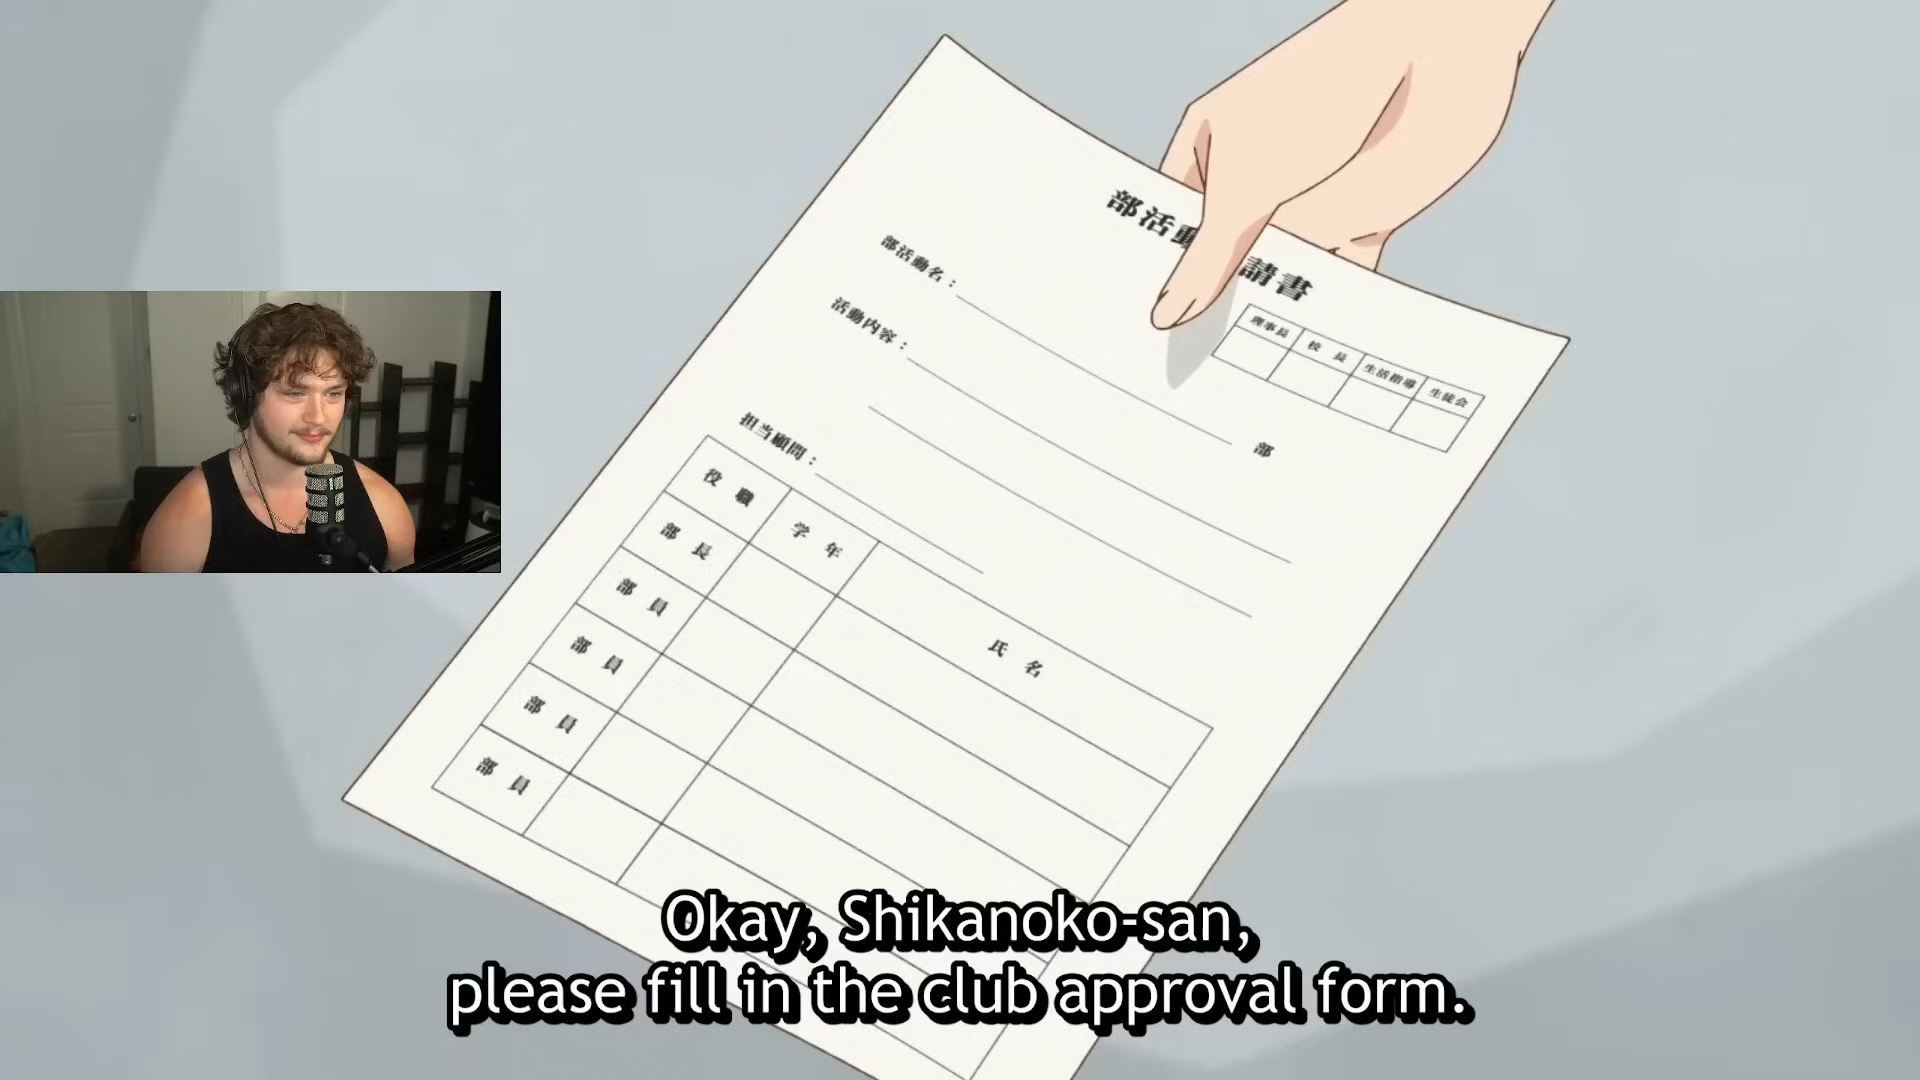 部活動
請書
部活動名：
部
活動内容：
理事長 校長 生活指導 生徒会
担当顧問：
役職 学年 氏名
部長
部員
部員
部員
部員
Okay, Shikanoko-san,
please fill in the club approval form.